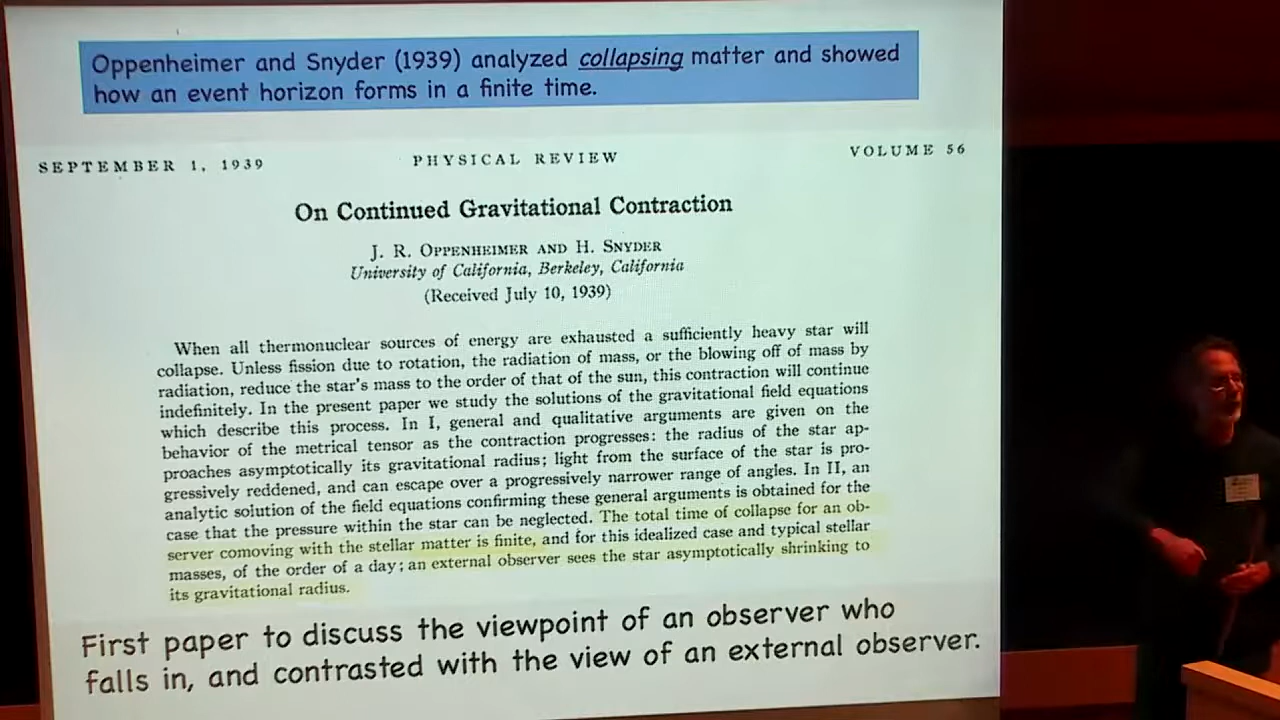 Oppenheimer and Snyder (1939) analyzed collapsing matter and showed
how an event horizon forms in a finite time.
SEPTEMBER 1, 1939 PHYSICAL REVIEW VOLUME 56
On Continued Gravitational Contraction
J. R. OPPENHEIMER AND H. SNYDER
University of California, Berkeley, California
(Received July 10, 1939)
When all thermonuclear sources of energy are exhausted a sufficiently heavy star will
collapse. Unless fission due to rotation, the radiation of mass, or the blowing off of mass by
radiation, reduce the star's mass to the order of that of the sun, this contraction will continue
indefinitely. In the present paper we study the solutions of the gravitational field equations
which describe this process. In I, general and qualitative arguments are given on the
behavior of the metrical tensor as the contraction progresses: the radius of the star ap-
proaches asymptotically its gravitational radius; light from the surface of the star is pro-
gressively reddened, and can escape over a progressively narrower range of angles. In II, an
analytic solution of the field equations confirming these general arguments is obtained for the
case that the pressure within the star can be neglected. The total time of collapse for an ob-
server comoving with the stellar matter is finite, and for this idealized case and typical stellar
masses, of the order of a day; an external observer sees the star asymptotically shrinking to
its gravitational radius.
First paper to discuss the viewpoint of an observer who
falls in, and contrasted with the view of an external observer.